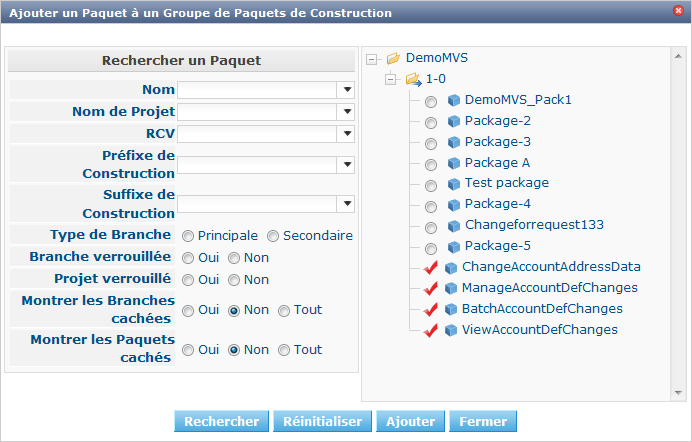 Ajouter un Paquet à un Groupe de Paquets de Construction
Rechercher un Paquet
Nom
Nom de Projet
RCV
Préfixe de
Construction
Suffixe de
Construction
Type de Branche Principale Secondaire
Branche verrouillée Oui Non
Projet verrouillé Oui Non
Montrer les Branches
cachées Oui Non Tout
Montrer les Paquets
cachés Oui Non Tout
DemoMVS
1-0
DemoMVS_Pack1
Package-2
Package-3
Package A
Test package
Package-4
Changeforrequest133
Package-5
ChangeAccountAddressData
ManageAccountDefChanges
BatchAccountDefChanges
ViewAccountDefChanges
Rechercher Réinitialiser Ajouter Fermer